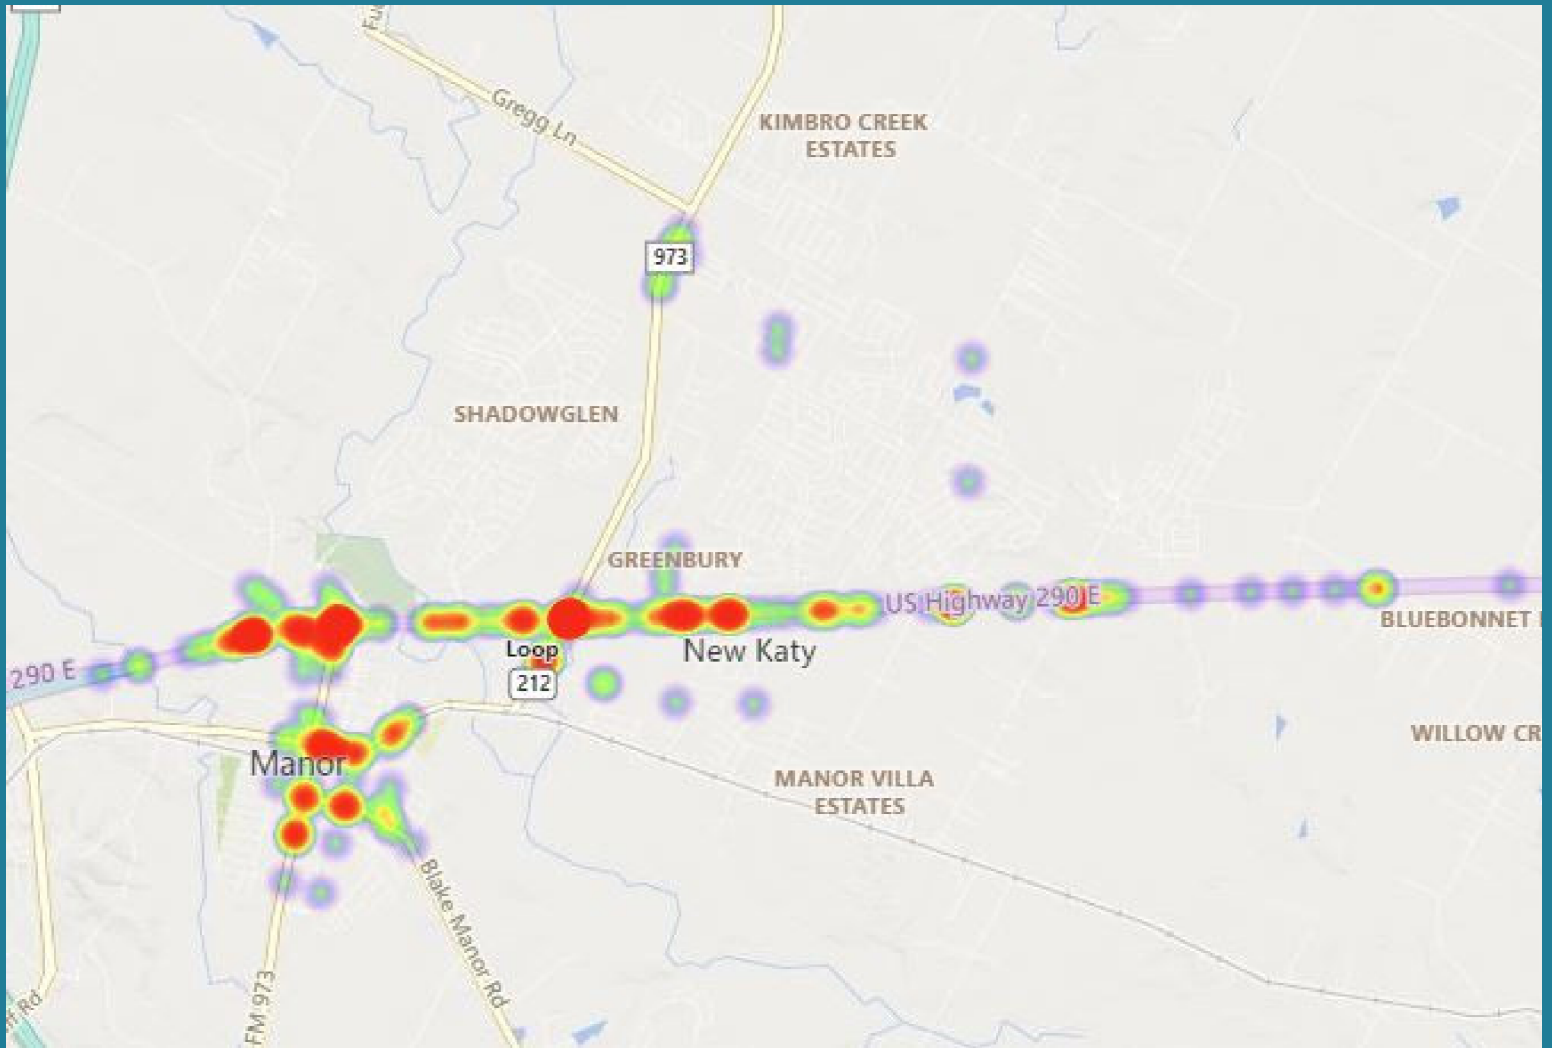 Gregg Ln
KIMBRO CREEK
ESTATES
973
SHADOWGLEN
GREENBURY
US Highway 290 E
BLUEBONNET
Loop
212
New Katy
290 E
WILLOW CR
Manor
MANOR VILLA
ESTATES
Blake Manor Rd
FM 973
Rd